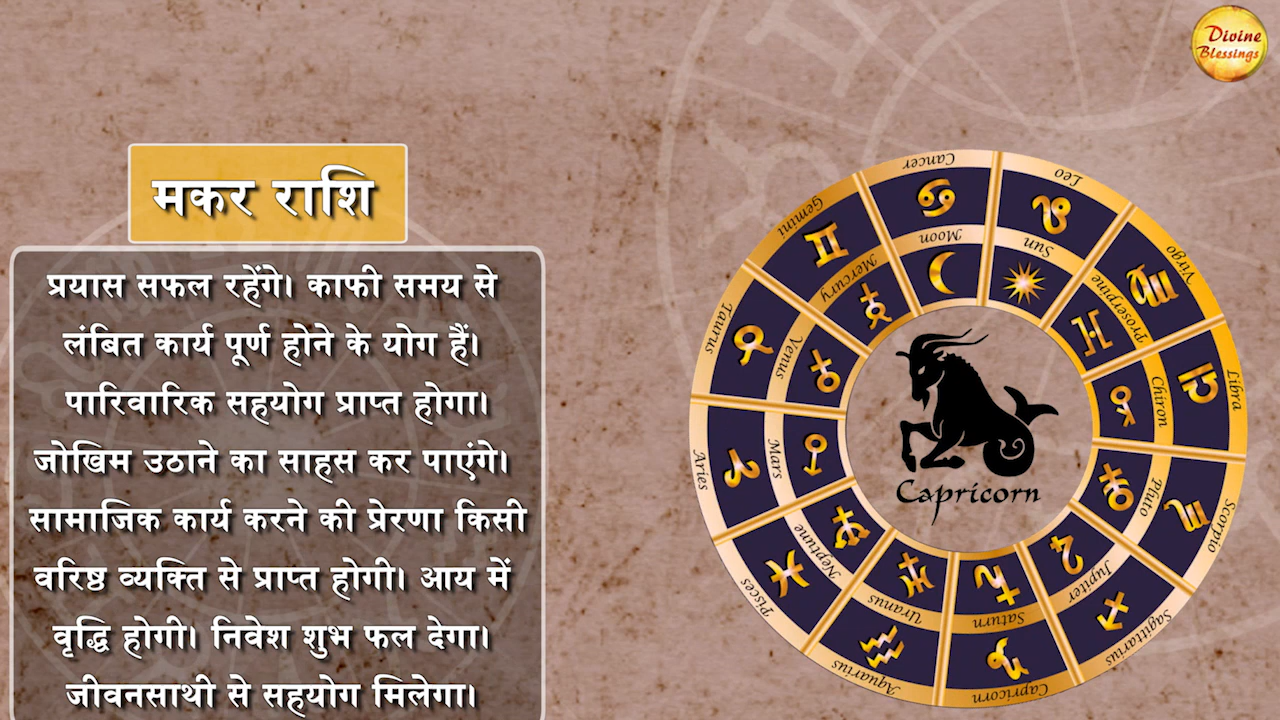 Divine
Blessings
मकर राशि
प्रयास सफल रहेंगे। काफी समय से
लंबित कार्य पूर्ण होने के योग हैं।
पारिवारिक सहयोग प्राप्त होगा।
जोखिम उठाने का साहस कर पाएंगे।
सामाजिक कार्य करने की प्रेरणा किसी
वरिष्ठ व्यक्ति से प्राप्त होगी। आय में
वृद्धि होगी। निवेश शुभ फल देगा।
जीवनसाथी से सहयोग मिलेगा।
Cancer
Leo
Virgo
Libra
Scorpio
Sagittarius
Capricorn
Aquarius
Pisces
Aries
Taurus
Gemini
Moon
Sun
Proserpine
Chiron
Pluto
Jupiter
Saturn
Uranus
Neptune
Mars
Venus
Mercury
Capricorn